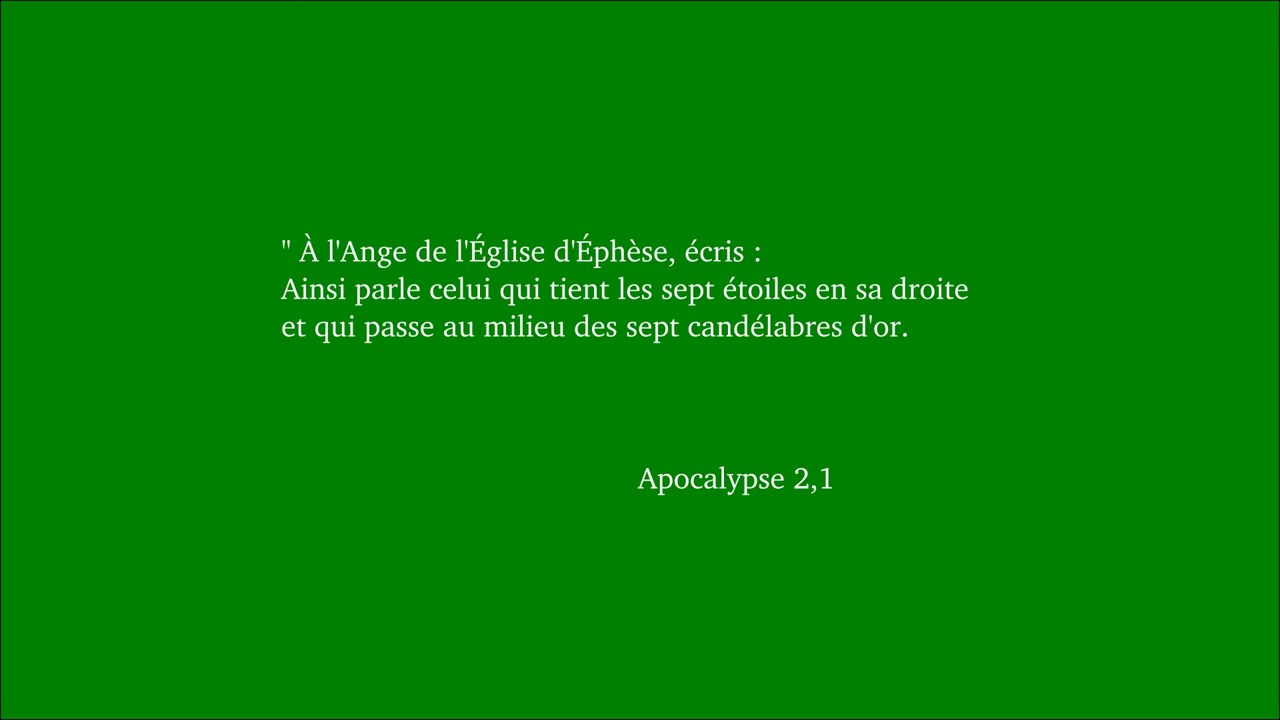 " À l'Ange de l'Église d'Éphèse, écris :
Ainsi parle celui qui tient les sept étoiles en sa droite
et qui passe au milieu des sept candélabres d'or.
Apocalypse 2,1